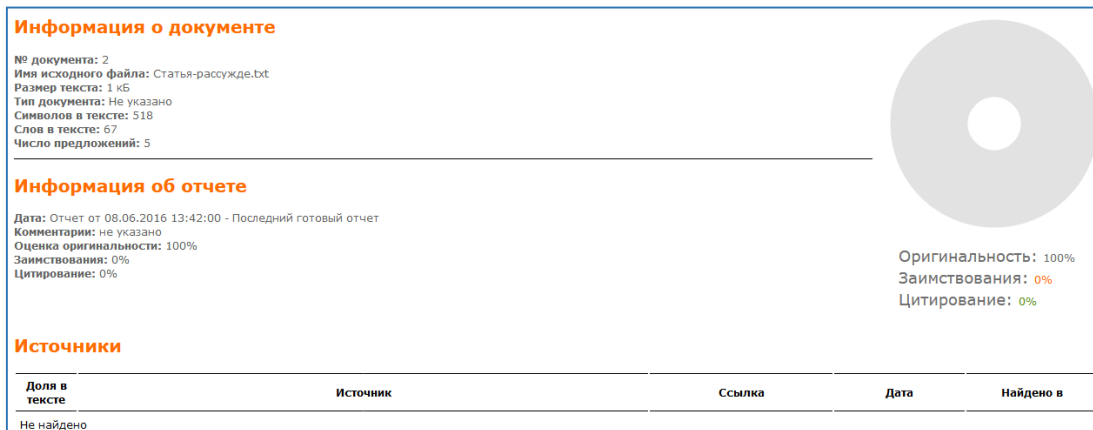 Информация о документе
№ документа: 2
Имя исходного файла: Статья-рассужде.txt
Размер текста: 1 кБ
Тип документа: Не указано
Символов в тексте: 518
Слов в тексте: 67
Число предложений: 5
Информация об отчете
Дата: Отчет от 08.06.2016 13:42:00 - Последний готовый отчет
Комментарии: не указано
Оценка оригинальности: 100%
Заимствования: 0%
Цитирование: 0%
Оригинальность: 100%
Заимствования: 0%
Цитирование: 0%
Источники
Доля в тексте Источник Ссылка Дата Найдено в
Не найдено